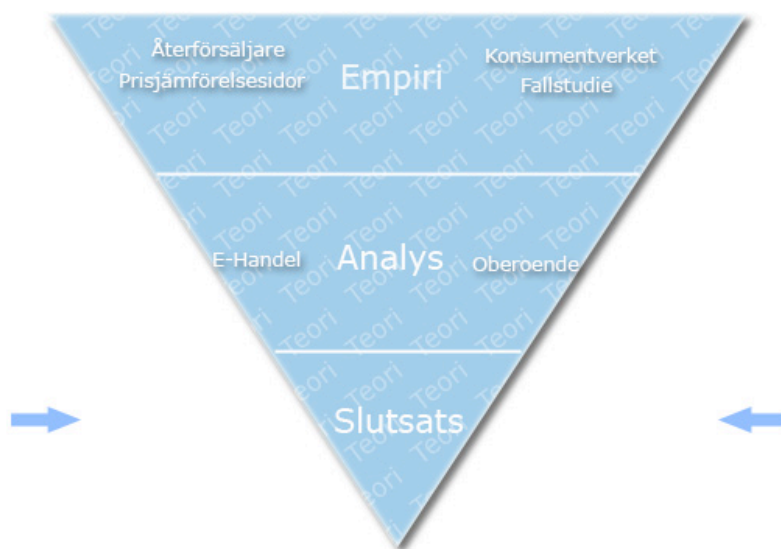 Återförsäljare
Prisjämförelsesidor
Empiri
Konsumentverket
Fallstudie
E-Handel
Analys
Oberoende
Slutsats
Teori